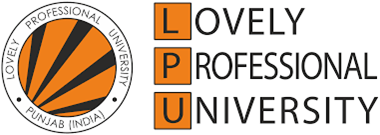 LOVELY PROFESSIONAL UNIVERSITY
• PUNJAB (INDIA) •
LOVELY
PROFESSIONAL
UNIVERSITY